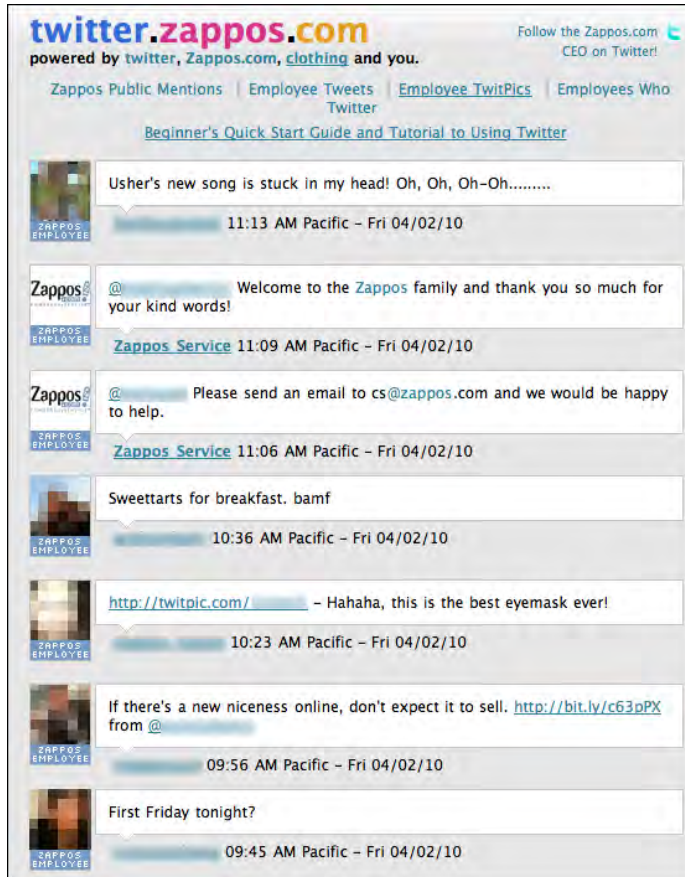 twitter.zappos.com
Follow the Zappos.com
CEO on Twitter!
powered by twitter, Zappos.com, clothing and you.
Zappos Public Mentions | Employee Tweets | Employee TwitPics | Employees Who
Twitter
Beginner's Quick Start Guide and Tutorial to Using Twitter
Usher's new song is stuck in my head! Oh, Oh, Oh-Oh.........
ZAPPOS
EMPLOYEE
11:13 AM Pacific – Fri 04/02/10
Zappos
@ Welcome to the Zappos family and thank you so much for
your kind words!
ZAPPOS
EMPLOYEE
Zappos Service 11:09 AM Pacific – Fri 04/02/10
Zappos
@ Please send an email to cs@zappos.com and we would be happy
to help.
ZAPPOS
EMPLOYEE
Zappos Service 11:06 AM Pacific – Fri 04/02/10
Sweettarts for breakfast. bamf
ZAPPOS
EMPLOYEE
10:36 AM Pacific – Fri 04/02/10
http://twitpic.com/ – Hahaha, this is the best eyemask ever!
ZAPPOS
EMPLOYEE
10:23 AM Pacific – Fri 04/02/10
If there's a new niceness online, don't expect it to sell. http://bit.ly/c63pPX
from @
ZAPPOS
EMPLOYEE
09:56 AM Pacific – Fri 04/02/10
First Friday tonight?
ZAPPOS
EMPLOYEE
09:45 AM Pacific – Fri 04/02/10